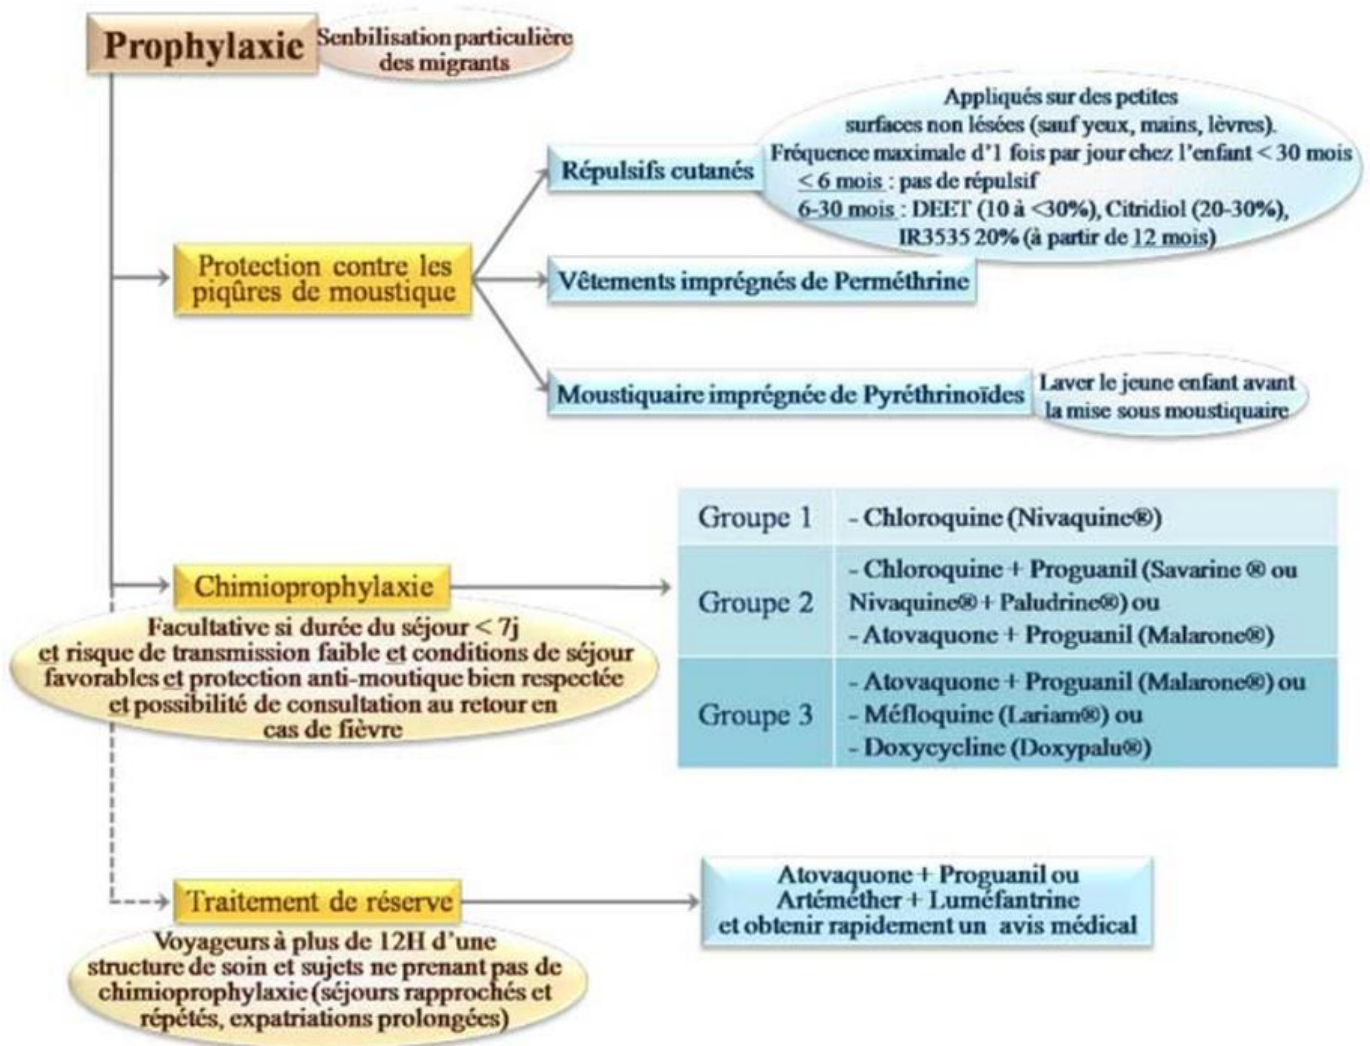 Prophylaxie
Senbilisation particulière
des migrants
Appliqués sur des petites
surfaces non lésées (sauf yeux, mains, lèvres).
Fréquence maximale d'1 fois par jour chez l'enfant < 30 mois
< 6 mois : pas de répulsif
6-30 mois : DEET (10 à <30%), Citridiol (20-30%),
IR3535 20% (à partir de 12 mois)
Répulsifs cutanés
Protection contre les
piqûres de moustique
Vêtements imprégnés de Perméthrine
Moustiquaire imprégnée de Pyréthrinoïdes
Laver le jeune enfant avant
la mise sous moustiquaire
Chimioprophylaxie
Facultative si durée du séjour < 7j
et risque de transmission faible et conditions de séjour
favorables et protection anti-moutique bien respectée
et possibilité de consultation au retour en
cas de fièvre
Groupe 1
- Chloroquine (Nivaquine®)
Groupe 2
- Chloroquine + Proguanil (Savarine ® ou
Nivaquine® + Paludrine®) ou
- Atovaquone + Proguanil (Malarone®)
Groupe 3
- Atovaquone + Proguanil (Malarone®) ou
- Méfloquine (Lariam®) ou
- Doxycycline (Doxypalu®)
Traitement de réserve
Voyageurs à plus de 12H d'une
structure de soin et sujets ne prenant pas de
chimioprophylaxie (séjours rapprochés et
répétés, expatriations prolongées)
Atovaquone + Proguanil ou
Artéméther + Luméfantrine
et obtenir rapidement un avis médical